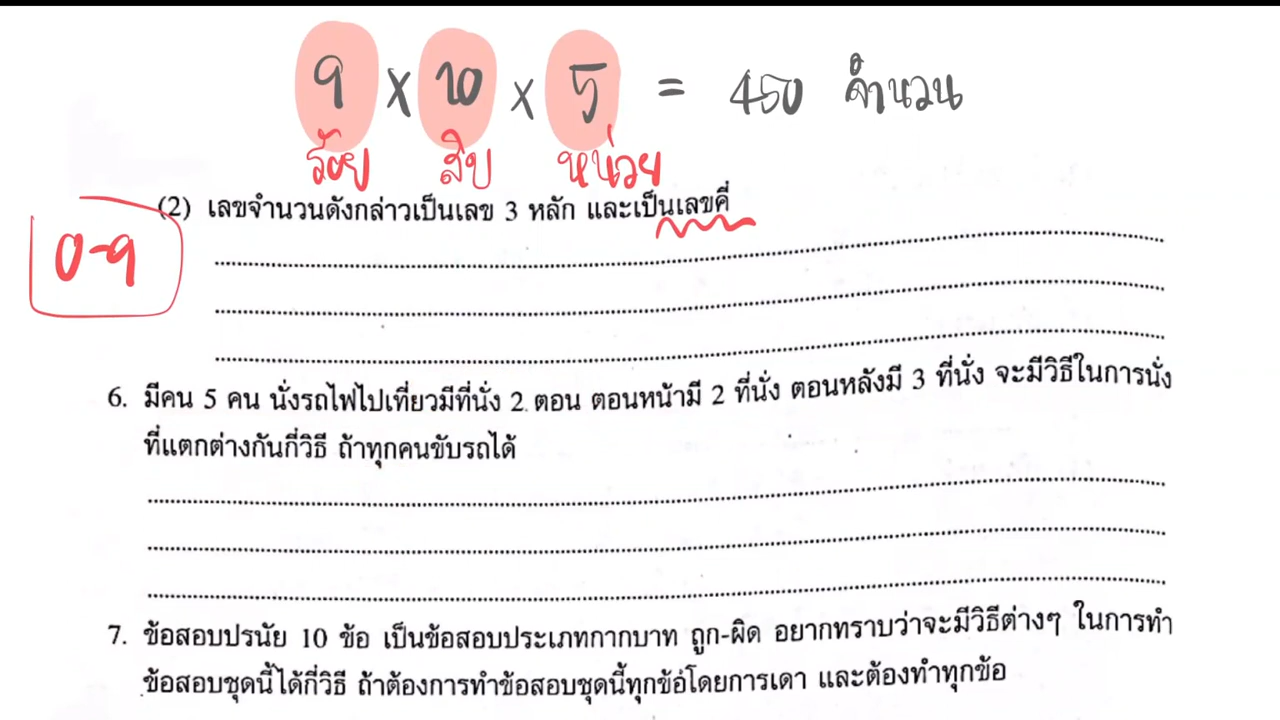 9 x 10 x 5 = 450 จำนวน
ร้อย สิบ หน่วย
(2) เลขจำนวนดังกล่าวเป็นเลข 3 หลัก และเป็นเลขคี่
0-9
6. มีคน 5 คน นั่งรถไฟไปเที่ยวมีที่นั่ง 2 ตอน ตอนหน้ามี 2 ที่นั่ง ตอนหลังมี 3 ที่นั่ง จะมีวิธีในการนั่ง
ที่แตกต่างกันกี่วิธี ถ้าทุกคนขับรถได้
7. ข้อสอบปรนัย 10 ข้อ เป็นข้อสอบประเภทกากบาท ถูก-ผิด อยากทราบว่าจะมีวิธีต่างๆ ในการทำ
ข้อสอบชุดนี้ได้กี่วิธี ถ้าต้องการทำข้อสอบชุดนี้ทุกข้อโดยการเดา และต้องทำทุกข้อ